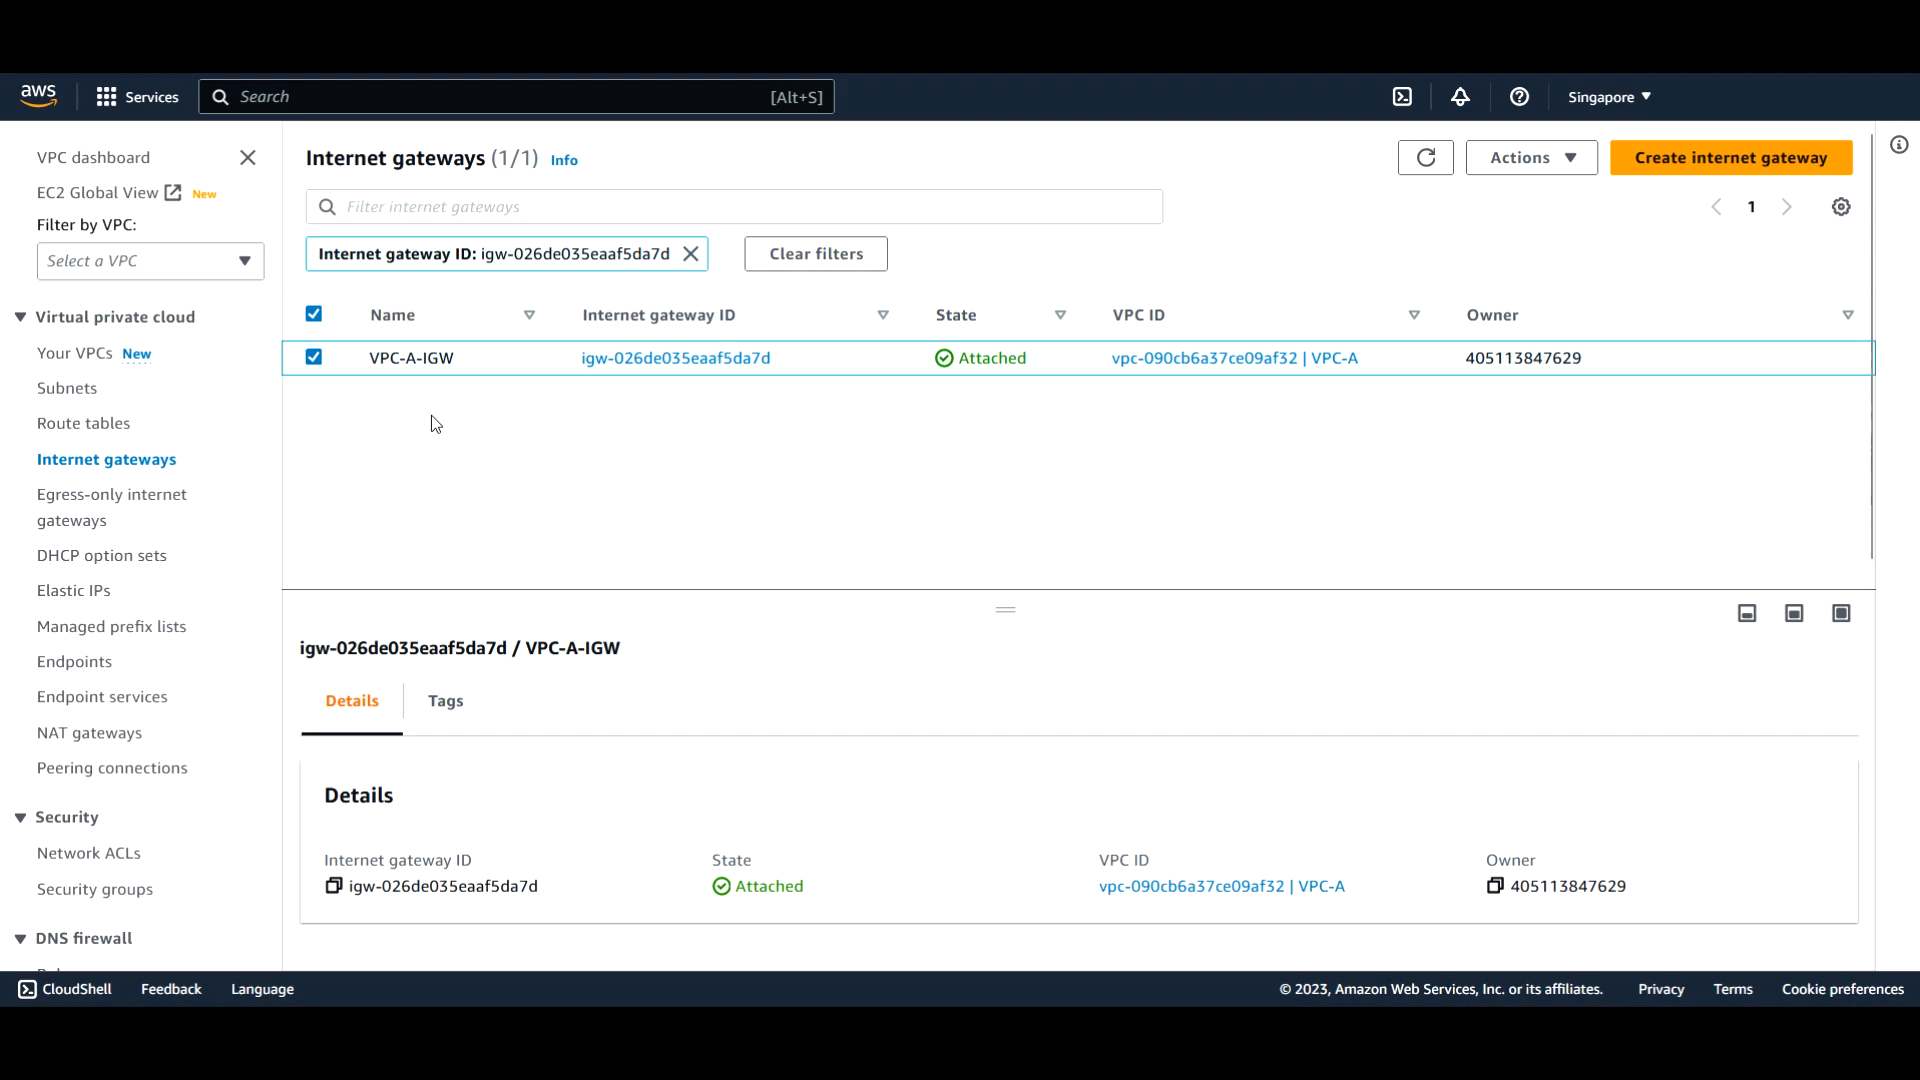 aws
Services
Search [Alt+S]
Singapore
VPC dashboard
EC2 Global View New
Filter by VPC:
Select a VPC
Virtual private cloud
Your VPCs New
Subnets
Route tables
Internet gateways
Egress-only internet
gateways
DHCP option sets
Elastic IPs
Managed prefix lists
Endpoints
Endpoint services
NAT gateways
Peering connections
Security
Network ACLs
Security groups
DNS firewall
Internet gateways (1/1) Info
Actions
Create internet gateway
Filter internet gateways
1
Internet gateway ID: igw-026de035eaaf5da7d
Clear filters
Name Internet gateway ID State VPC ID Owner
VPC-A-IGW igw-026de035eaaf5da7d Attached vpc-090cb6a37ce09af32 | VPC-A 405113847629
igw-026de035eaaf5da7d / VPC-A-IGW
Details Tags
Details
Internet gateway ID State VPC ID Owner
igw-026de035eaaf5da7d Attached vpc-090cb6a37ce09af32 | VPC-A 405113847629
CloudShell Feedback Language
© 2023, Amazon Web Services, Inc. or its affiliates. Privacy Terms Cookie preferences